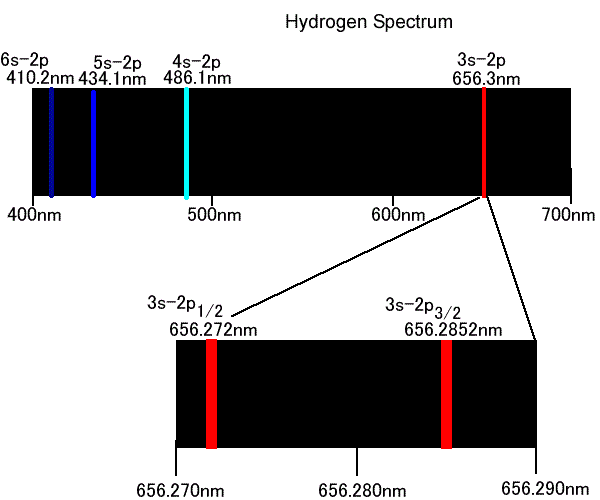 Hydrogen Spectrum
6s-2p 5s-2p 4s-2p 3s-2p
410.2nm 434.1nm 486.1nm 656.3nm
400nm 500nm 600nm 700nm
3s-2p1/2 3s-2p3/2
656.272nm 656.2852nm
656.270nm 656.280nm 656.290nm